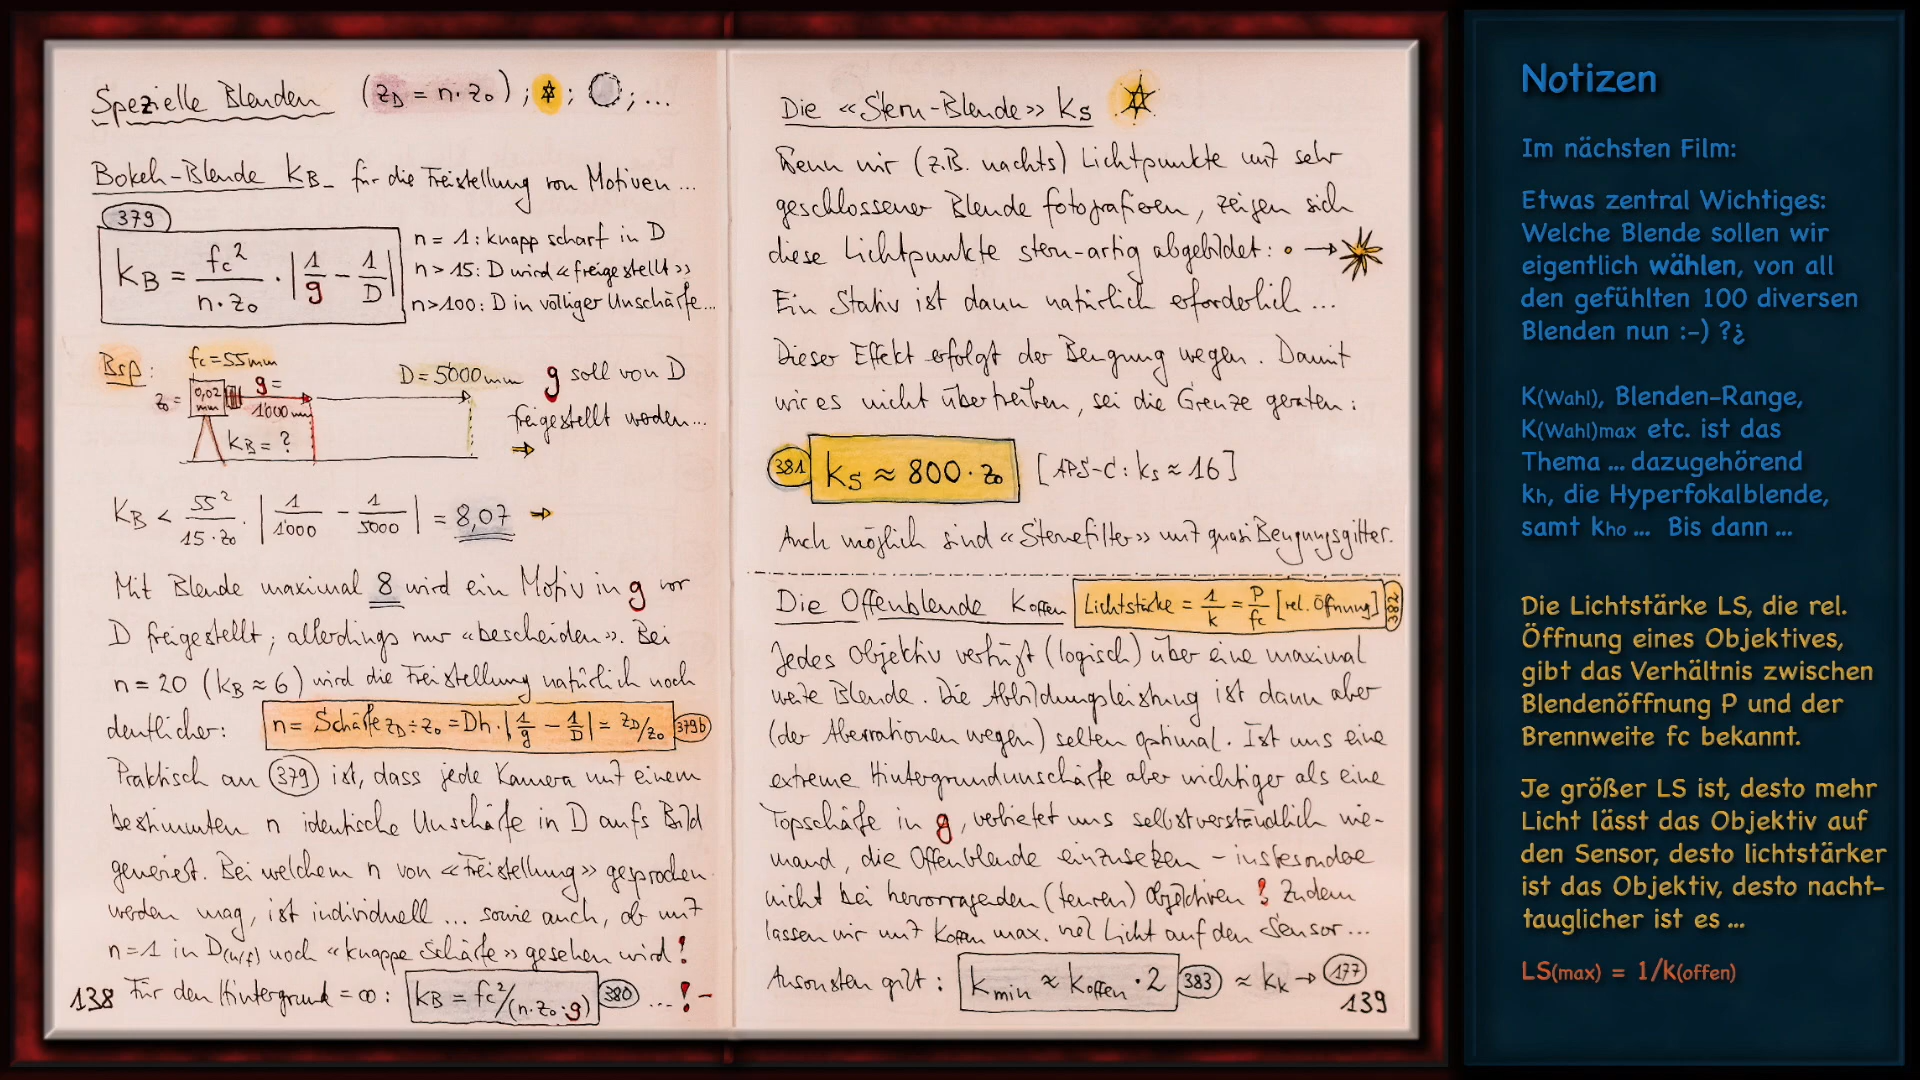 Spezielle Blenden (z_D = n·z₀) ; ; ; ...
Bokeh-Blende K_B - für die Freistellung von Motiven ...
379
k_B = fc²/(n·z₀) · |1/g − 1/D|
n = 1: knapp scharf in D
n > 15: D wird «freigestellt»
n>100: D in völliger Unschärfe...
Bsp:
fc=55mm
z₀ = 0,02 mm
g = 1'000 mm
D = 5000mm
k_B = ?
g soll von D
freigestellt werden...
⇒
K_B < 55²/(15·z₀) · |1/1'000 − 1/5000| = 8,07 ⇒
Mit Blende maximal 8 wird ein Motiv in g vor
D freigestellt; allerdings nur «bescheiden». Bei
n = 20 (k_B ≈ 6) wird die Freistellung natürlich noch
deutlicher: n = Schärfe z_D ÷ z₀ = Dh·|1/g − 1/D| = z_D/z₀ 379b
Praktisch an 379 ist, dass jede Kamera mit einem
bestimmten n identische Unschärfe in D aufs Bild
generiert. Bei welchem n von «Freistellung» gesprochen
werden mag, ist individuell ... sowie auch, ob mit
n=1 in D(n/f) noch «knappe Schärfe» gesehen wird!
138 Für den Hintergrund = ∞ : k_B = fc²/(n·z₀·g) 380 ...!-
Die «Stern-Blende» k_S
Wenn wir (z.B. nachts) Lichtpunkte mit sehr
geschlossener Blende fotografieren, zeigen sich
diese Lichtpunkte stern-artig abgebildet: →
Ein Stativ ist dann natürlich erforderlich ...
Dieser Effekt erfolgt der Beugung wegen. Damit
wir es nicht übertreiben, sei die Grenze geraten:
381 k_S ≈ 800·z₀ [APS-C: k_S ≈ 16]
Auch möglich sind «Sternefilter» mit quasi Beugungsgitter.
Die Offenblende k_offen Lichtstärke = 1/k = P/fc [rel. Öffnung] 382
Jedes Objektiv verfügt (logisch) über eine maximal
weite Blende. Die Abbildungsleistung ist dann aber
(der Aberrationen wegen) selten optimal. Ist uns eine
extreme Hintergrundunschärfe aber wichtiger als eine
Topschärfe in g, verbietet uns selbstverständlich nie-
mand, die Offenblende einzusetzen - insbesondere
nicht bei hervorragenden (teuren) Objektiven! Zudem
lassen wir mit k_offen max. viel Licht auf den Sensor...
Ansonsten gilt: k_min ≈ k_offen · 2 383 ≈ k_k → 177
139
Notizen
Im nächsten Film:
Etwas zentral Wichtiges:
Welche Blende sollen wir
eigentlich wählen, von all
den gefühlten 100 diversen
Blenden nun :-) ?¿
K(Wahl), Blenden-Range,
K(Wahl)max etc. ist das
Thema ... dazugehörend
kh, die Hyperfokalblende,
samt kho ... Bis dann ...
Die Lichtstärke LS, die rel.
Öffnung eines Objektives,
gibt das Verhältnis zwischen
Blendenöffnung P und der
Brennweite fc bekannt.
Je größer LS ist, desto mehr
Licht lässt das Objektiv auf
den Sensor, desto lichtstärker
ist das Objektiv, desto nacht-
tauglicher ist es ...
LS(max) = 1/k(offen)